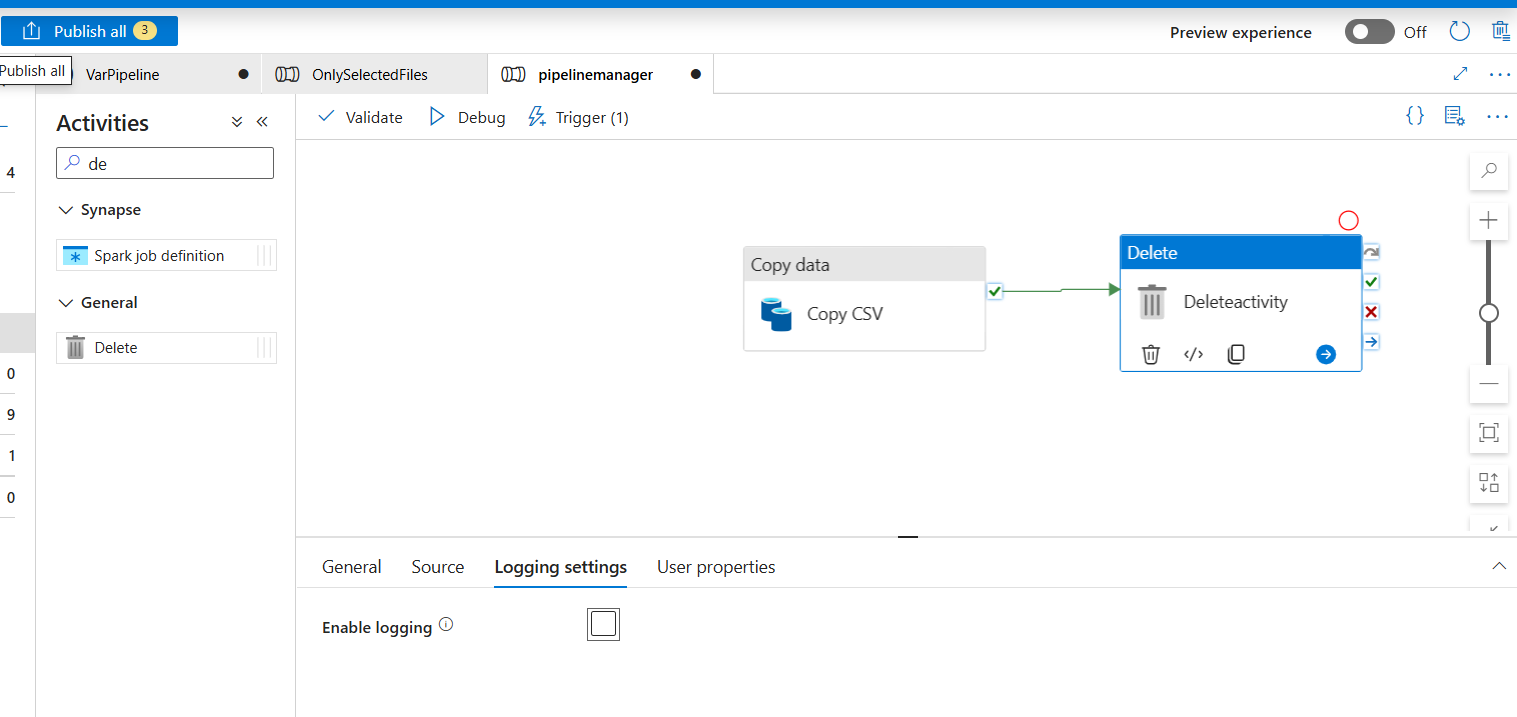 Publish all 3
Preview experience Off
Publish all
VarPipeline
OnlySelectedFiles
pipelinemanager
Activities
Validate
Debug
Trigger (1)
{}
de
4
Synapse
Spark job definition
General
Delete
0
9
1
0
Copy data
Copy CSV
Delete
Deleteactivity
General
Source
Logging settings
User properties
Enable logging